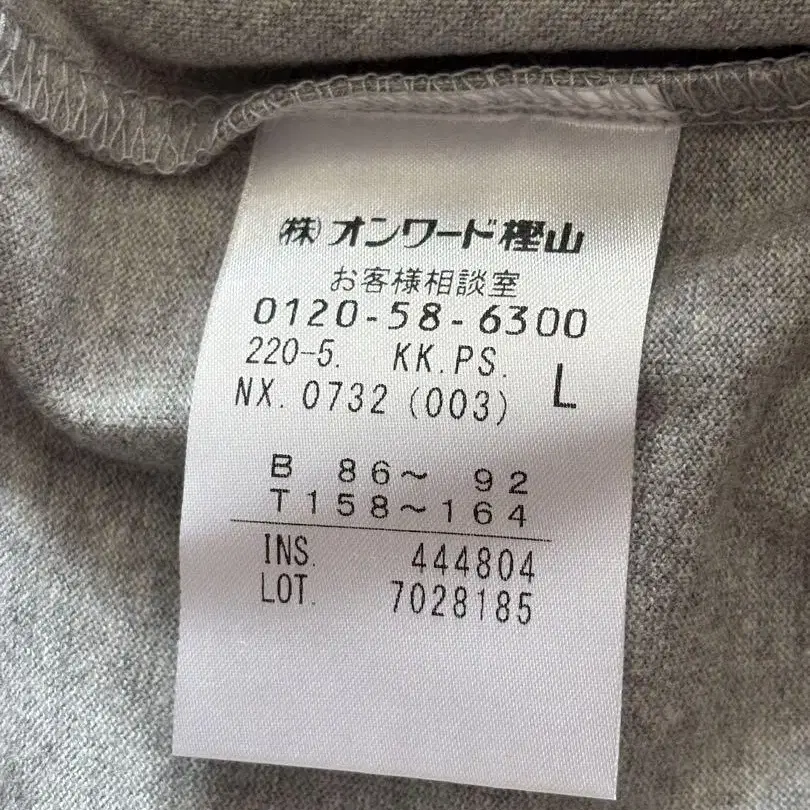 ㈱オンワード樫山
お客様相談室
0120-58-6300
220-5. KK.PS. L
NX. 0732 (003)
B 86～ 92
T158～164
INS. 444804
LOT. 7028185